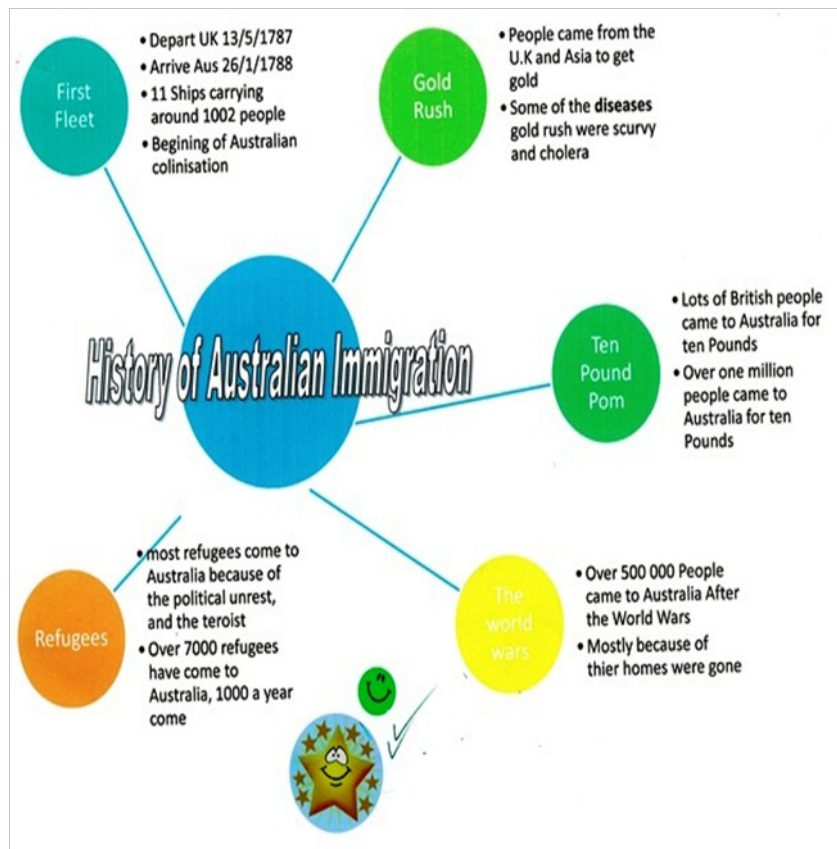 First
Fleet
• Depart UK 13/5/1787
• Arrive Aus 26/1/1788
• 11 Ships carrying
around 1002 people
• Begining of Australian
colinisation
Gold
Rush
• People came from the
U.K and Asia to get
gold
• Some of the diseases
gold rush were scurvy
and cholera
History of Australian Immigration
Ten
Pound
Pom
• Lots of British people
came to Australia for
ten Pounds
• Over one million
people came to
Australia for ten
Pounds
Refugees
• most refugees come to
Australia because of
the political unrest,
and the teroist
• Over 7000 refugees
have come to
Australia, 1000 a year
come
The
world
wars
• Over 500 000 People
came to Australia After
the World Wars
• Mostly because of
thier homes were gone